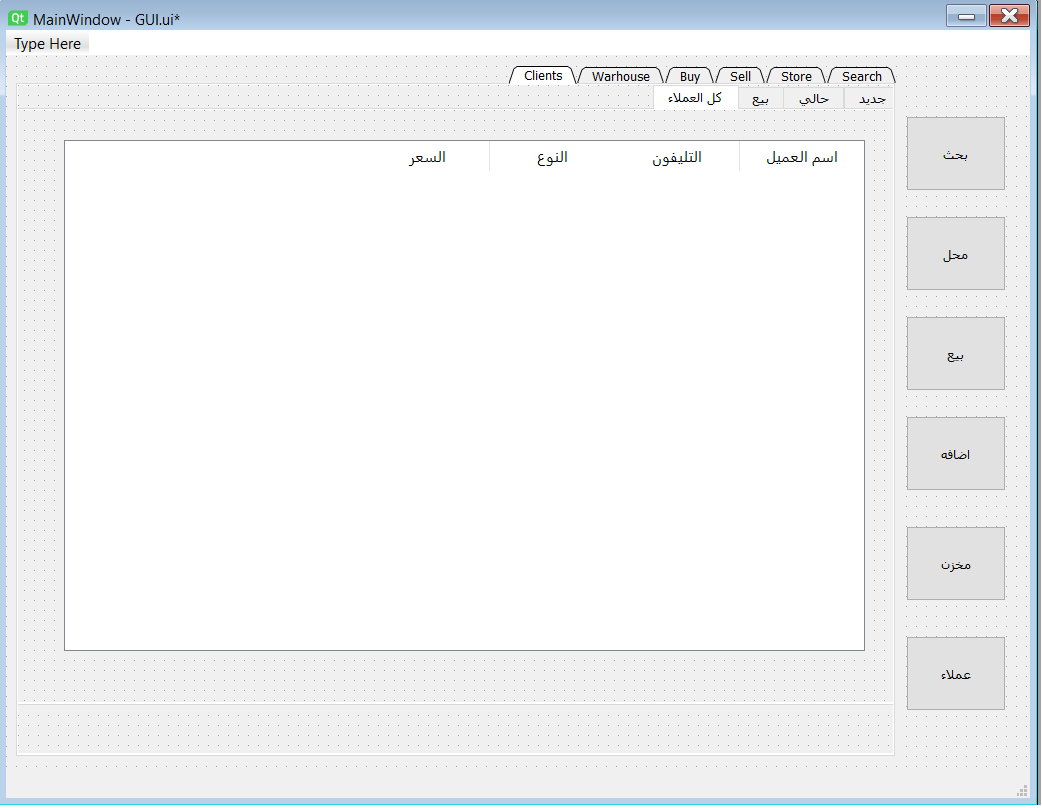 MainWindow - GUI.ui*
Type Here
Clients Warhouse Buy Sell Store Search
جديد حالي بيع كل العملاء
اسم العميل التليفون النوع السعر
بحث
محل
بيع
اضافه
مخزن
عملاء